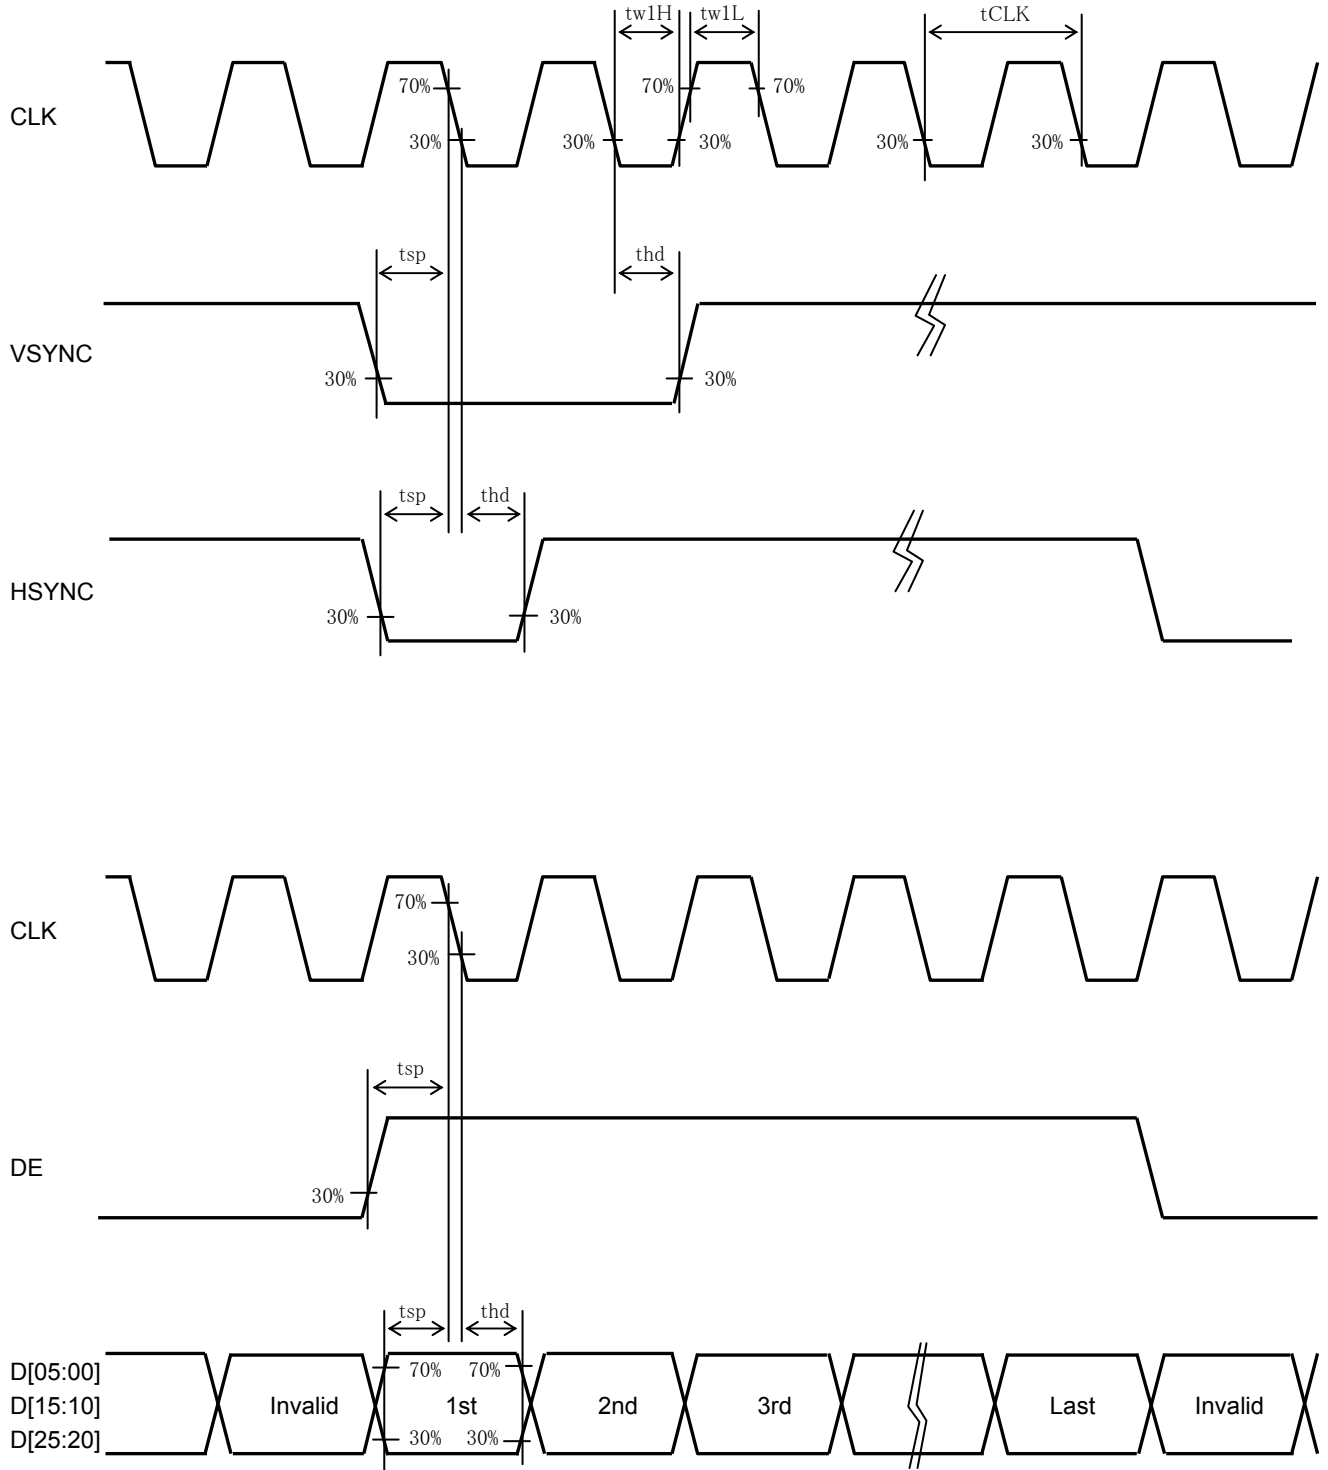 tw1H tw1L tCLK
70% 70% 70%
CLK
30% 30% 30% 30% 30%
tsp thd
VSYNC
30% 30%
tsp thd
HSYNC
30% 30%
70%
CLK
30%
tsp
DE
30%
tsp thd
D[05:00] 70% 70%
D[15:10] Invalid 1st 2nd 3rd Last Invalid
D[25:20] 30% 30%